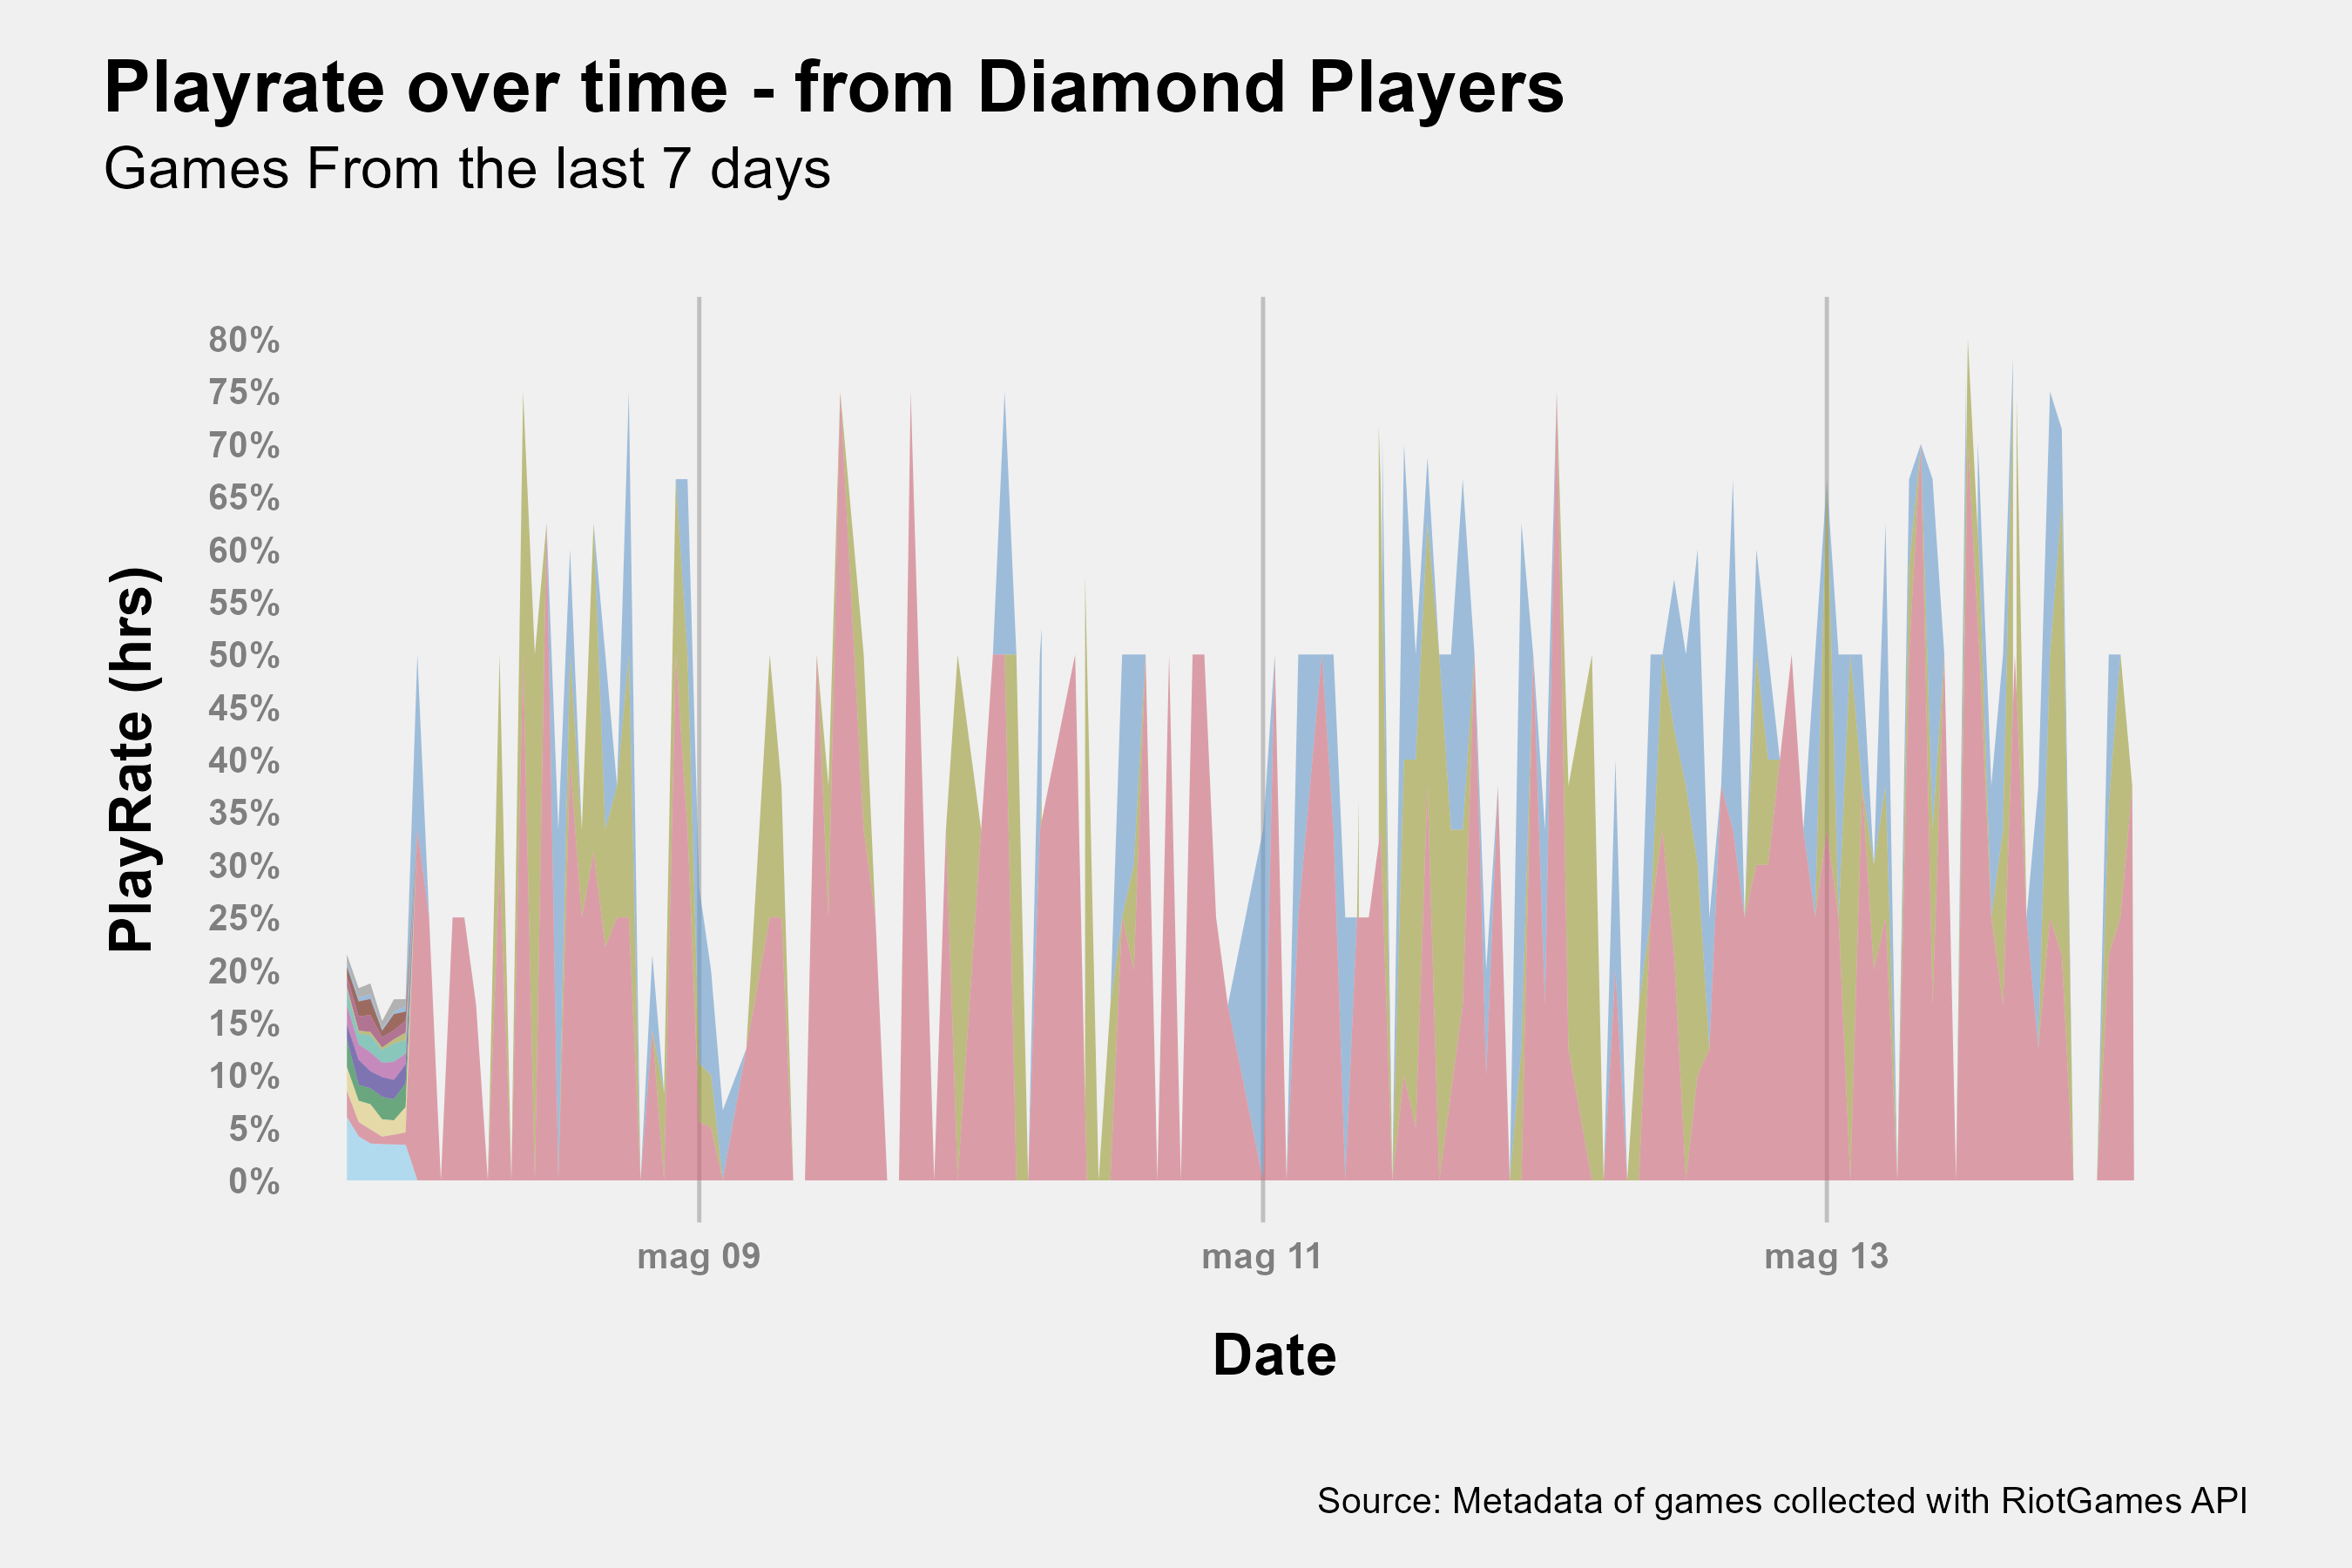 Playrate over time - from Diamond Players
Games From the last 7 days
PlayRate (hrs)
80%
75%
70%
65%
60%
55%
50%
45%
40%
35%
30%
25%
20%
15%
10%
5%
0%
mag 09
mag 11
mag 13
Date
Source: Metadata of games collected with RiotGames API